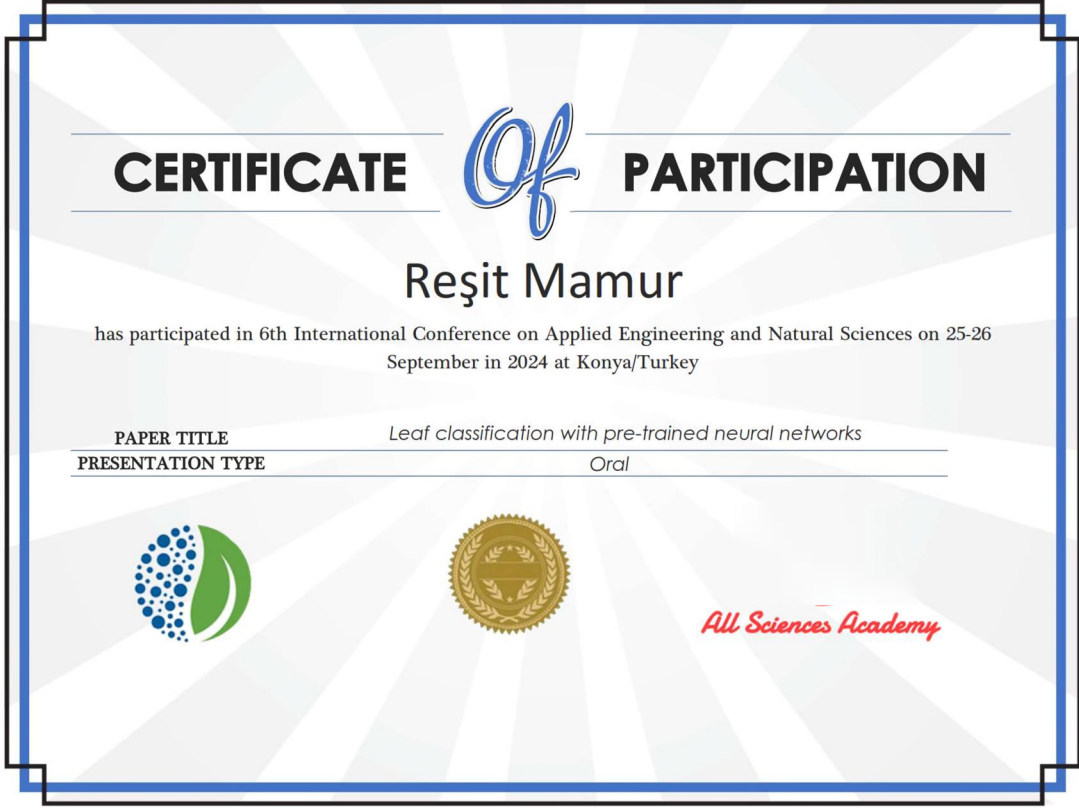 CERTIFICATE Of PARTICIPATION
Reşit Mamur
has participated in 6th International Conference on Applied Engineering and Natural Sciences on 25-26
September in 2024 at Konya/Turkey
PAPER TITLE Leaf classification with pre-trained neural networks
PRESENTATION TYPE Oral
All Sciences Academy